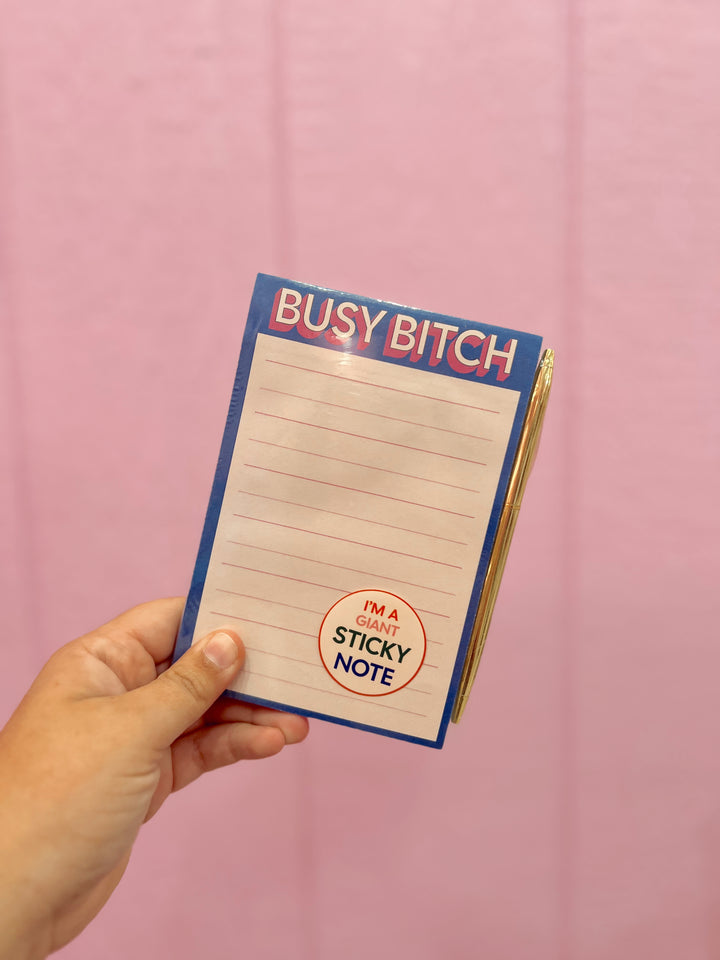 BUSY BITCH
I'M A
GIANT
STICKY
NOTE